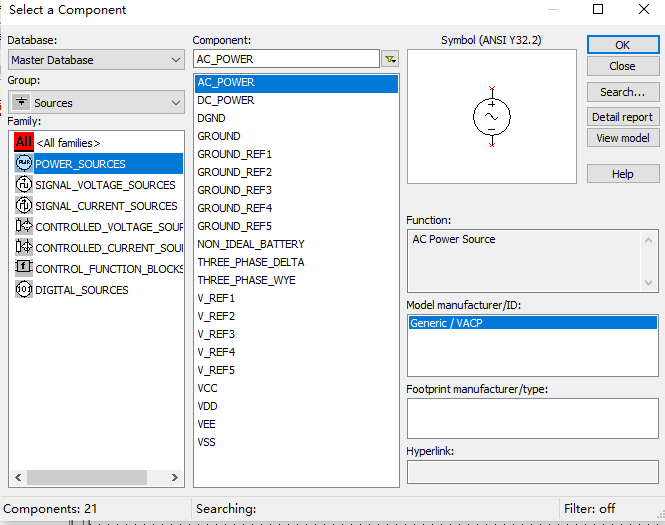 Select a Component
Database:
Master Database
Group:
Sources
Family:
All <All families>
POWER_SOURCES
SIGNAL_VOLTAGE_SOURCES
SIGNAL_CURRENT_SOURCES
CONTROLLED_VOLTAGE_SOUR
CONTROLLED_CURRENT_SOU
CONTROL_FUNCTION_BLOCKS
DIGITAL_SOURCES
Component:
AC_POWER
AC_POWER
DC_POWER
DGND
GROUND
GROUND_REF1
GROUND_REF2
GROUND_REF3
GROUND_REF4
GROUND_REF5
NON_IDEAL_BATTERY
THREE_PHASE_DELTA
THREE_PHASE_WYE
V_REF1
V_REF2
V_REF3
V_REF4
V_REF5
VCC
VDD
VEE
VSS
Symbol (ANSI Y32.2)
OK
Close
Search...
Detail report
View model
Help
Function:
AC Power Source
Model manufacturer/ID:
Generic / VACP
Footprint manufacturer/type:
Hyperlink:
Components: 21
Searching:
Filter: off